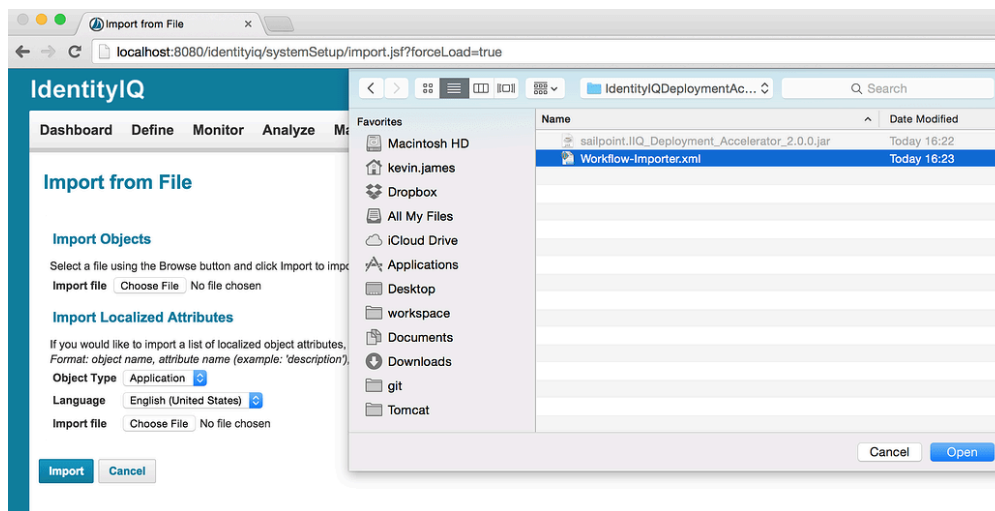 Import from File
localhost:8080/identityiq/systemSetup/import.jsf?forceLoad=true
IdentityIQ
Dashboard Define Monitor Analyze Ma
Import from File
Import Objects
Select a file using the Browse button and click Import to impo
Import file Choose File No file chosen
Import Localized Attributes
If you would like to import a list of localized object attributes,
Format: object name, attribute name (example: 'description'),
Object Type Application
Language English (United States)
Import file Choose File No file chosen
Import Cancel
IdentityIQDeploymentAc... Search
Favorites
Macintosh HD
kevin.james
Dropbox
All My Files
iCloud Drive
Applications
Desktop
workspace
Documents
Downloads
git
Tomcat
Name Date Modified
sailpoint.IIQ_Deployment_Accelerator_2.0.0.jar Today 16:22
Workflow-Importer.xml Today 16:23
Cancel Open